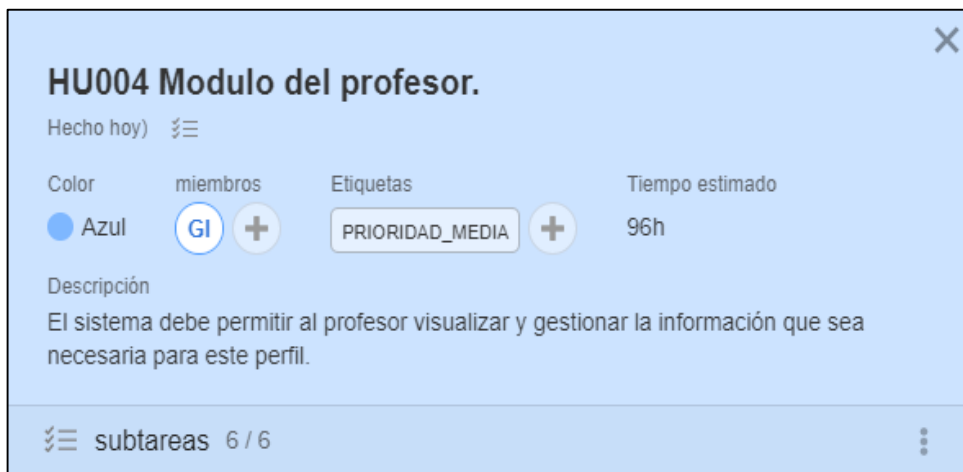 HU004 Modulo del profesor.
Hecho hoy)
Color miembros Etiquetas Tiempo estimado
Azul GI + PRIORIDAD_MEDIA + 96h
Descripción
El sistema debe permitir al profesor visualizar y gestionar la información que sea
necesaria para este perfil.
subtareas 6 / 6